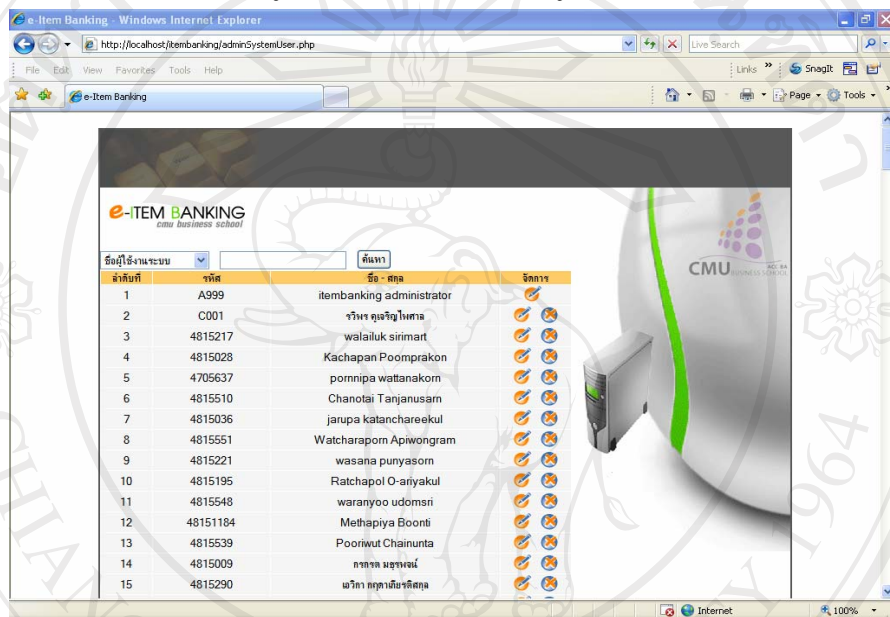 e-Item Banking - Windows Internet Explorer
http://localhost/itembanking/adminSystemUser.php
Live Search
File Edit View Favorites Tools Help
Links » SnagIt
e-Item Banking
Page Tools »
e-ITEM BANKING
cmu business school
CMU BUSINESS SCHOOL ACC BA
ชื่อผู้ใช้งานระบบ ค้นหา
ลำดับที่ รหัส ชื่อ - สกุล จัดการ
1 A999 itembanking administrator
2 C001
3 4815217 walailuk sirimart
4 4815028 Kachapan Poomprakon
5 4705637 pornnipa wattanakorn
6 4815510 Chanotai Tanjanusarn
7 4815036 jarupa katanchareekul
8 4815551 Watcharaporn Apiwongram
9 4815221 wasana punyasorn
10 4815195 Ratchapol O-ariyakul
11 4815548 waranyoo udomsri
12 48151184 Methapiya Boonti
13 4815539 Pooriwut Chainunta
14 4815009
15 4815290
Internet 100%
1964